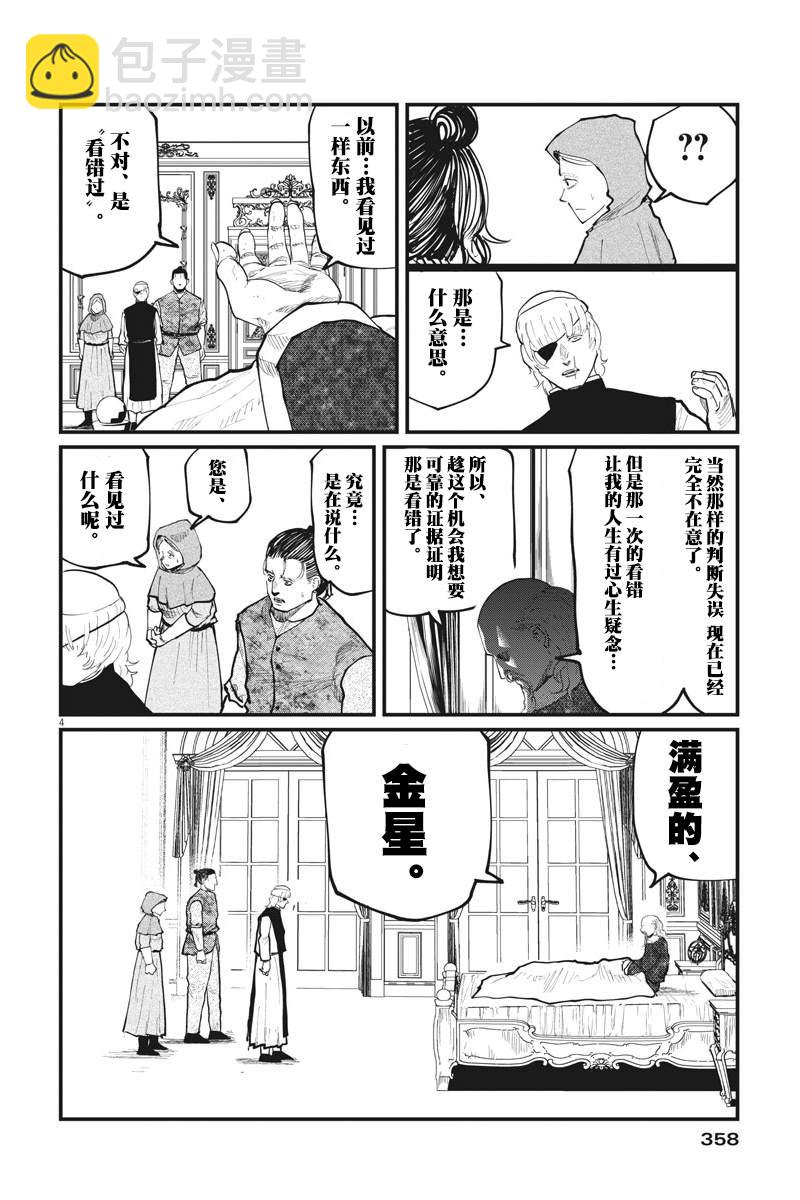 包子漫畫
baozimh.com
??
那是…
什么意思。
以前…我看见过
一样东西。
不对、是
“看错过”。
当然那样的判断失误 现在已经
完全不在意了。
但是那一次的看错
让我的人生有过心生疑念…
所以、
趁这个机会我想要
可靠的证据证明
那是看错了。
究竟…
是在说什么。
您是、
看见过
什么呢。
4
满盈的、
金星。
358